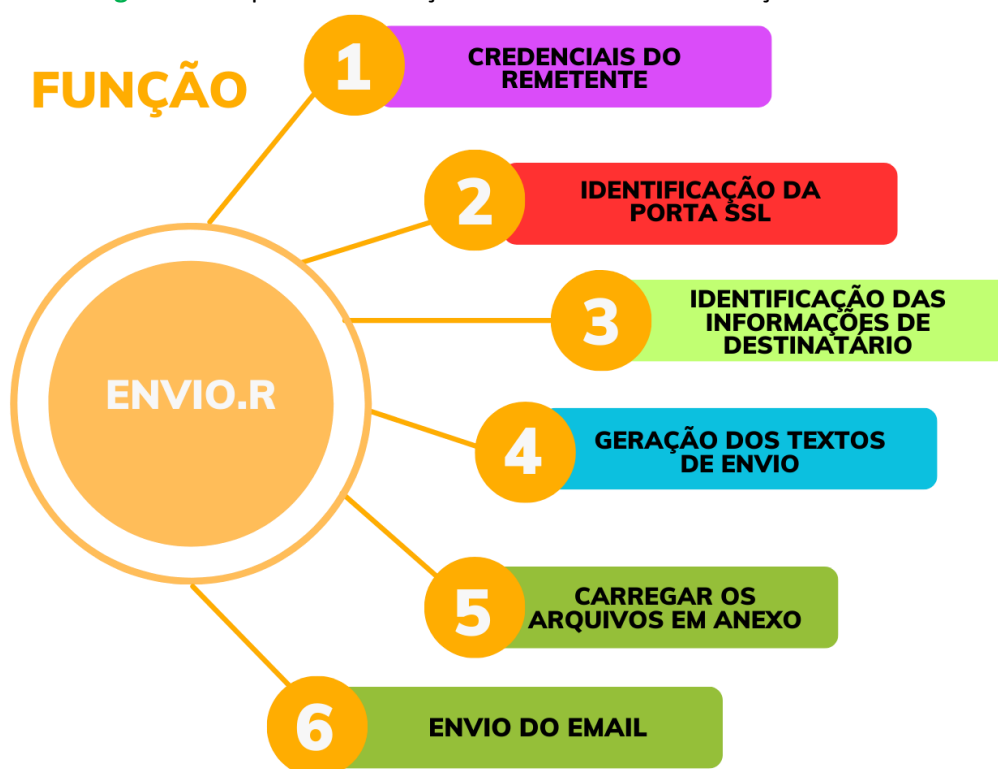 FUNÇÃO
1
CREDENCIAIS DO
REMETENTE
2
IDENTIFICAÇÃO DA
PORTA SSL
3
IDENTIFICAÇÃO DAS
INFORMAÇÕES DE
DESTINATÁRIO
ENVIO.R
4
GERAÇÃO DOS TEXTOS
DE ENVIO
5
CARREGAR OS
ARQUIVOS EM ANEXO
6
ENVIO DO EMAIL